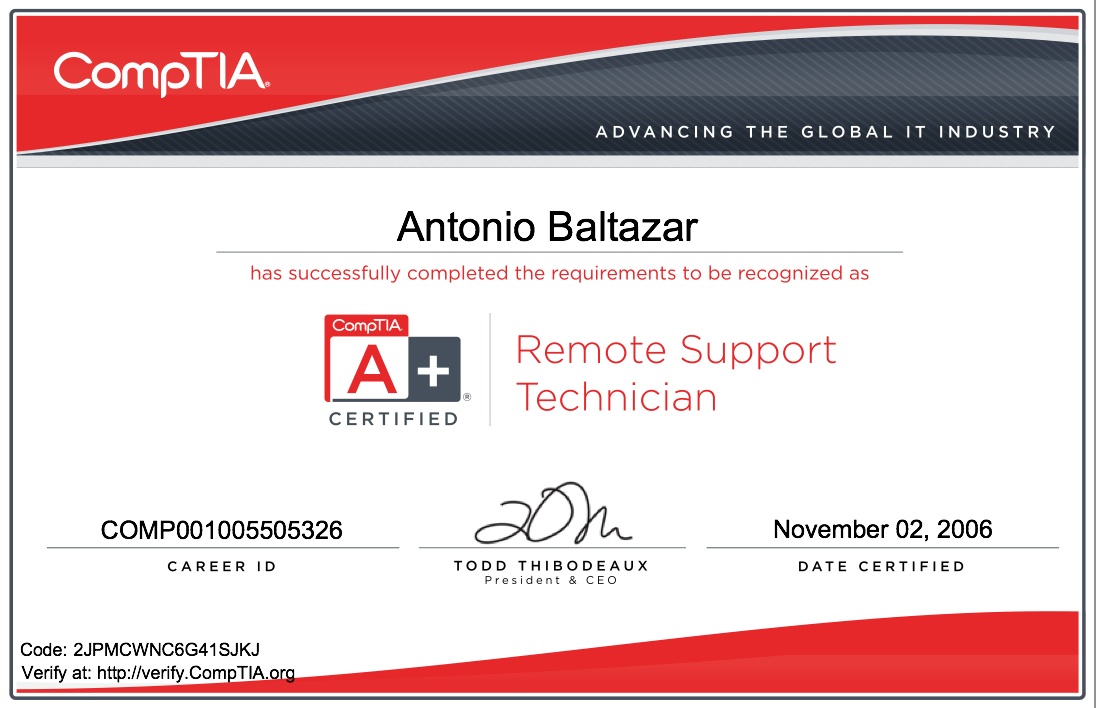 CompTIA®
ADVANCING THE GLOBAL IT INDUSTRY
Antonio Baltazar
has successfully completed the requirements to be recognized as
CompTIA
A+ ®
CERTIFIED
Remote Support
Technician
COMP001005505326
CAREER ID
TODD THIBODEAUX
President & CEO
November 02, 2006
DATE CERTIFIED
Code: 2JPMCWNC6G41SJKJ
Verify at: http://verify.CompTIA.org